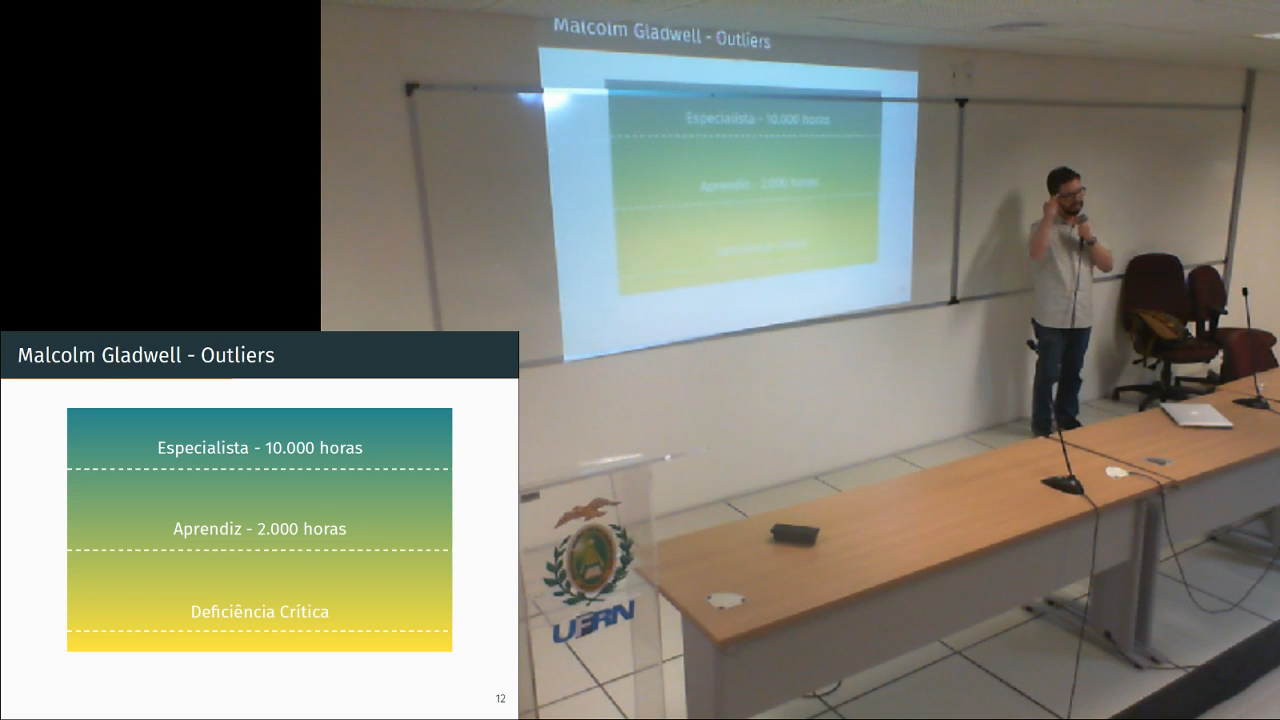 Malcolm Gladwell - Outliers
Especialista - 10.000 horas
Aprendiz - 2.000 horas
Malcolm Gladwell - Outliers
Especialista - 10.000 horas
Aprendiz - 2.000 horas
Deficiência Crítica
12
UERN